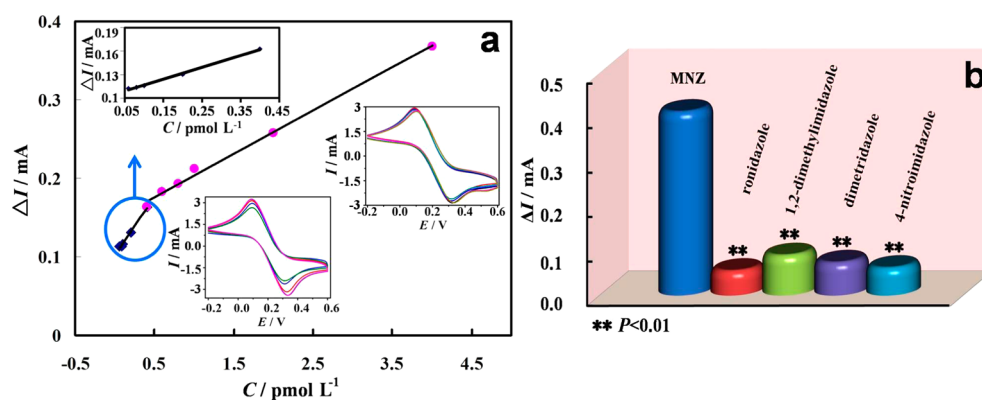 a
0.4
0.3
0.2
0.1
0
△I / mA
-0.5
0.5
1.5
2.5
3.5
4.5
C / pmol L⁻¹
0.19
0.16
0.13
0.1
△I / mA
0.05
0.15
0.25
0.35
0.45
C / pmol L⁻¹
3
1.5
0.0
-1.5
-3
I / mA
-0.2
0.0
0.2
0.4
0.6
E / V
3
1.5
0.0
-1.5
-3
I / mA
-0.2
0.0
0.2
0.4
0.6
E / V
b
0.5
0.4
0.3
0.2
0.1
0.0
ΔI / mA
MNZ
ronidazole
1,2-dimethylimidazole
dimetridazole
4-nitroimidazole
**
**
**
**
** P<0.01